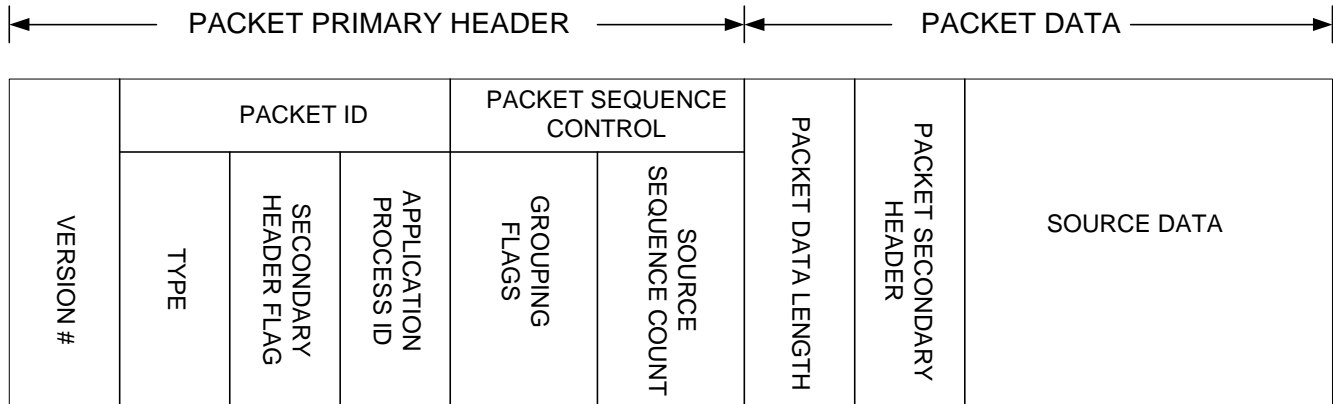 PACKET PRIMARY HEADER
PACKET DATA
VERSION #
PACKET ID
TYPE
SECONDARY
HEADER FLAG
APPLICATION
PROCESS ID
PACKET SEQUENCE
CONTROL
GROUPING
FLAGS
SOURCE
SEQUENCE COUNT
PACKET DATA LENGTH
PACKET SECONDARY
HEADER
SOURCE DATA